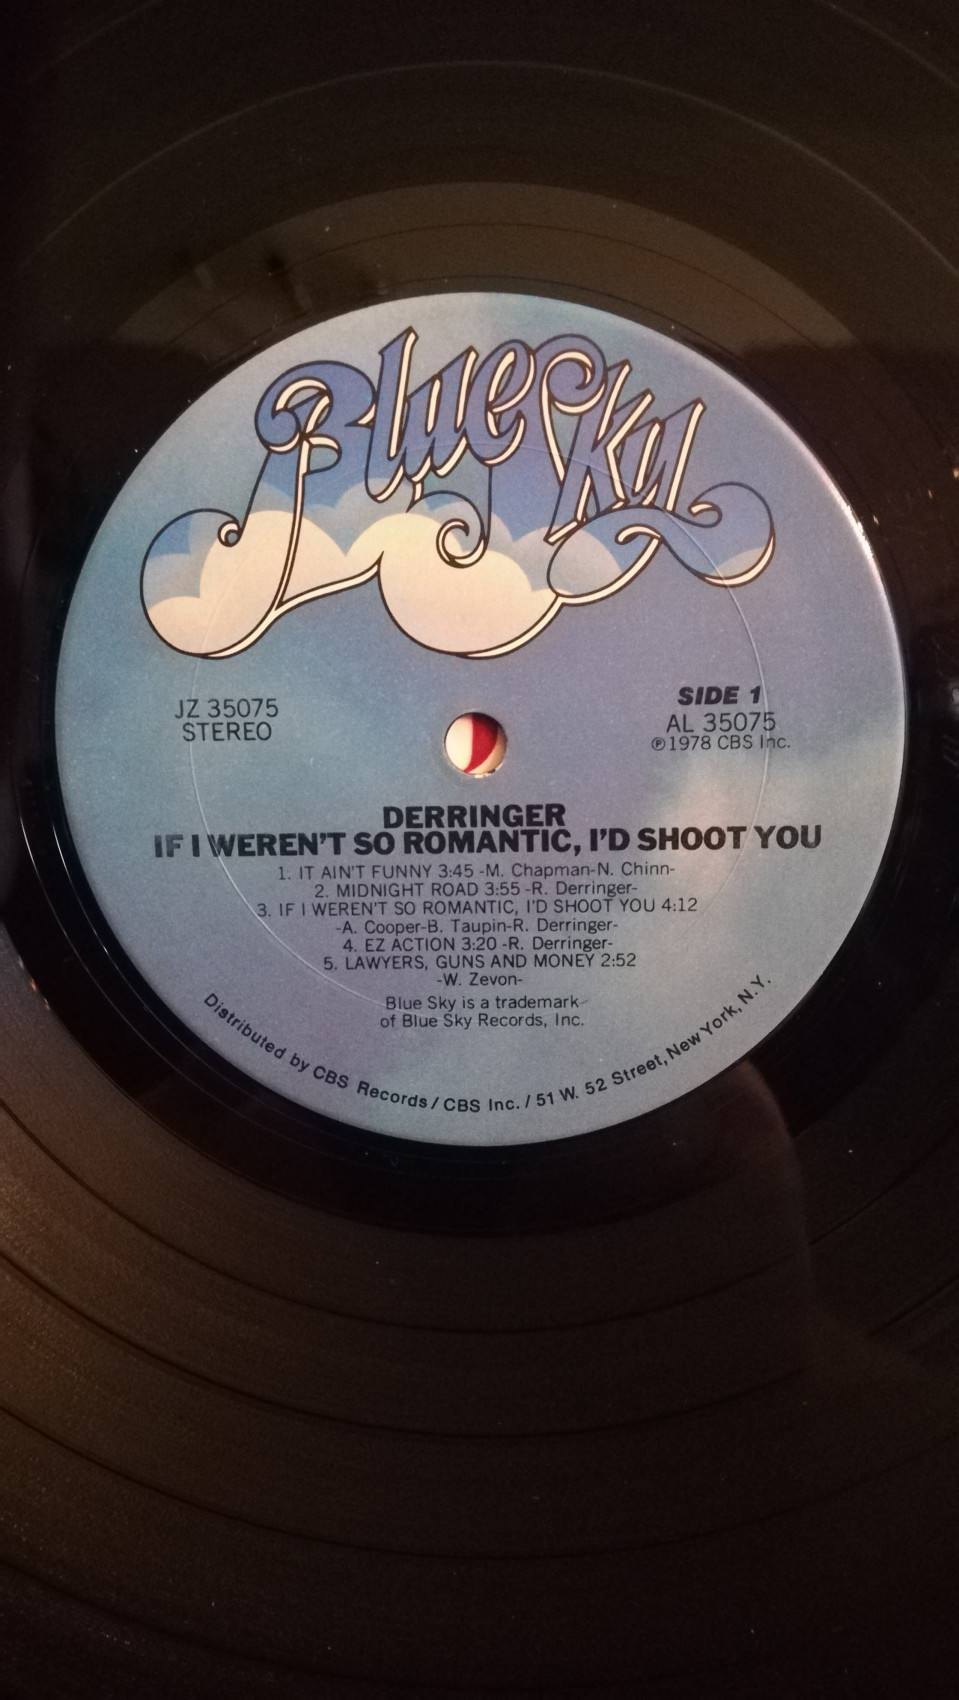 Blue Sky
JZ 35075
STEREO
SIDE 1
AL 35075
℗1978 CBS Inc.
DERRINGER
IF I WEREN'T SO ROMANTIC, I'D SHOOT YOU
1. IT AIN'T FUNNY 3:45 -M. Chapman-N. Chinn-
2. MIDNIGHT ROAD 3:55 -R. Derringer-
3. IF I WEREN'T SO ROMANTIC, I'D SHOOT YOU 4:12
-A. Cooper-B. Taupin-R. Derringer-
4. EZ ACTION 3:20 -R. Derringer-
5. LAWYERS, GUNS AND MONEY 2:52
-W. Zevon-
Blue Sky is a trademark
of Blue Sky Records, Inc.
Distributed by CBS Records / CBS Inc. / 51 W. 52 Street, New York, N.Y.